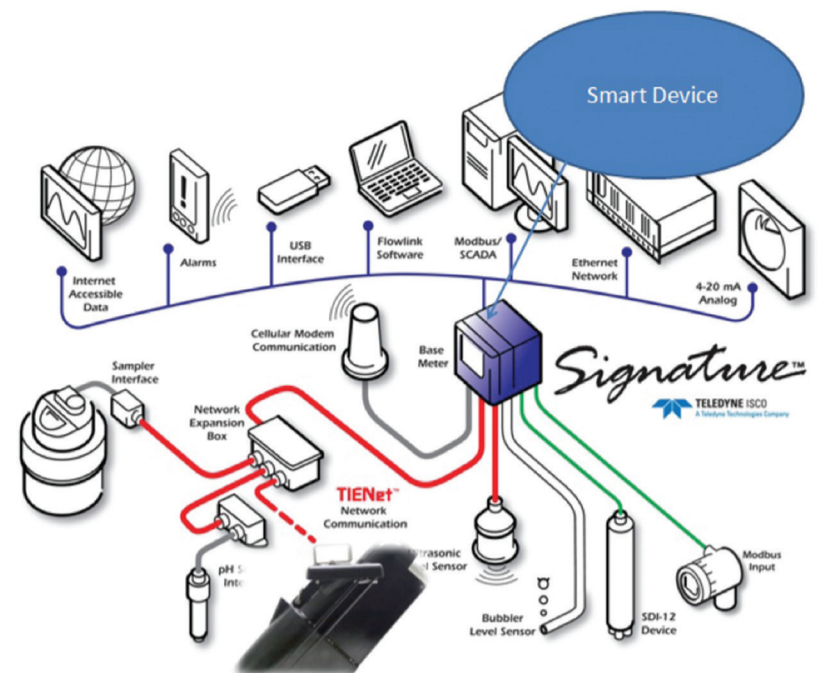 Smart Device
Internet
Accessible
Data
Alarms
USB
Interface
Flowlink
Software
Modbus/
SCADA
Ethernet
Network
4-20 mA
Analog
Cellular Modem
Communication
Base
Meter
Signature™
TELEDYNE ISCO
A Teledyne Technologies Company
Sampler
Interface
Network
Expansion
Box
TIENet™
Network
Communication
pH
Bubbler
Level Sensor
Sensor
SDI-12
Device
Modbus
Input